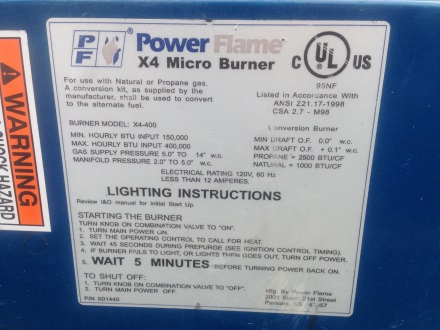 PF Power Flame
X4 Micro Burner
C UL US
95NF
For use with Natural or Propane gas.
A conversion kit, as supplied by the
manufacturer, shall be used to convert
to the alternate fuel.
Listed in Accordance With
ANSI Z21.17-1998
CSA 2.7 - M98
BURNER MODEL: X4-400
Conversion Burner
MIN. HOURLY BTU INPUT 150,000
MAX. HOURLY BTU INPUT 400,000
GAS SUPPLY PRESSURE 5.0" TO 14" w.c.
MANIFOLD PRESSURE 2.0" TO 5.0" w.c.
MIN DRAFT O.F. 0.0" w.c.
MAX DRAFT O.F. + 0.1" w.c.
PROPANE = 2500 BTU/CF
NATURAL = 1000 BTU/CF
ELECTRICAL RATING 120V, 60 Hz
LESS THAN 12 AMPERES.
LIGHTING INSTRUCTIONS
Review I&O manual for Initial Start Up.
STARTING THE BURNER
TURN KNOB ON COMBINATION VALVE TO "ON".
1. TURN MAIN POWER ON.
2. SET THE OPERATING CONTROL TO CALL FOR HEAT.
3. WAIT 45 SECONDS DURING PREPURGE (SEE IGNITION CONTROL TIMING).
4. IF BURNER FAILS TO LIGHT, OR LIGHTS THEN GOES OUT, TURN OFF POWER.
5. WAIT 5 MINUTES BEFORE TURNING POWER BACK ON.
TO SHUT OFF:
1. TURN KNOB ON COMBINATION VALVE TO "OFF".
2. TURN MAIN POWER OFF.
P/N X01440
Mfg By Power Flame
2001 South 21st Street
Parsons
WARNING
SHOCK HAZARD